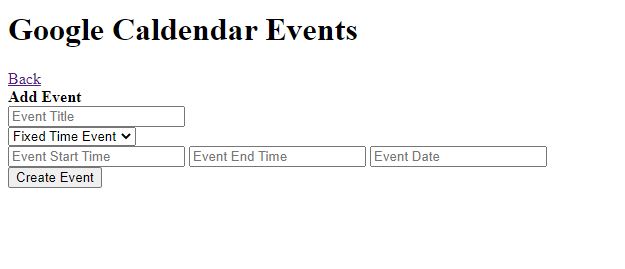 Google Caldendar Events
Back
Add Event
Event Title
Fixed Time Event
Event Start Time Event End Time Event Date
Create Event